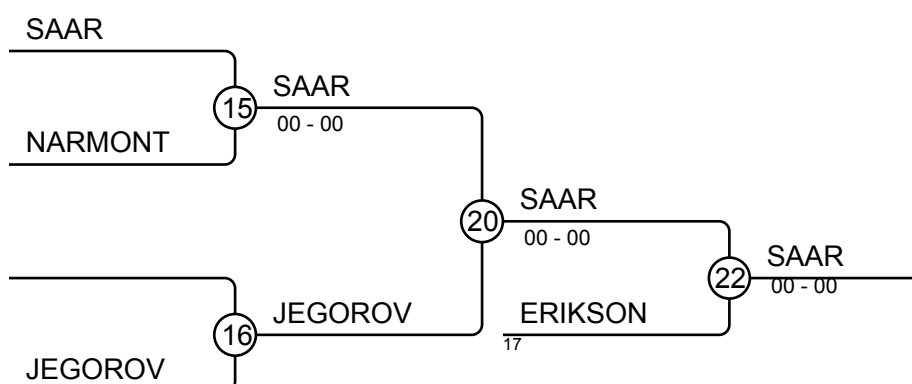 SAAR
15
SAAR
00 - 00
NARMONT
20
SAAR
00 - 00
22
SAAR
00 - 00
16
JEGOROV
ERIKSON
17
JEGOROV